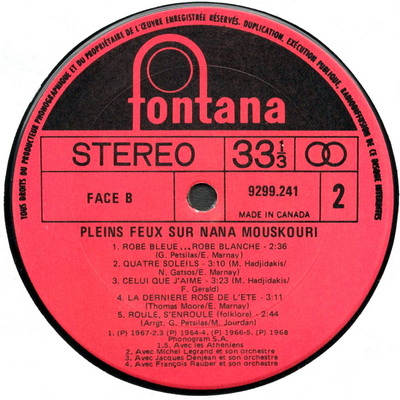 TOUS DROITS DU PRODUCTEUR PHONOGRAPHIQUE ET DU PROPRIÉTAIRE DE L'ŒUVRE ENREGISTRÉE RÉSERVÉS. DUPLICATION, EXÉCUTION PUBLIQUE, RADIODIFFUSION DE CE DISQUE INTERDITES
fontana
STEREO 33 1/3
FACE B 9299.241 2
MADE IN CANADA
PLEINS FEUX SUR NANA MOUSKOURI
1. ROBE BLEUE...ROBE BLANCHE - 2:36
(G. Petsilas/E. Marnay)
2. QUATRE SOLEILS - 3:10 (M. Hadjidakis/
N. Gatsos/E. Marnay)
3. CELUI QUE J'AIME - 3:23 (M. Hadjidakis/
F. Gerald)
4. LA DERNIERE ROSE DE L'ETE - 3:11
(Thomas Moore/E. Marnay)
5. ROULE, S'ENROULE (folklore) - 2:44
(Arrgt. G. Petsilas/M. Jourdan)
1. (P) 1967-2.3 (P) 1964-4. (P) 1966-5. (P) 1968
Phonogram S.A.
1.5. Avec les Athéniens
2. Avec Michel Legrand et son orchestre
3. Avec Jacques Denjean et son orchestre
4. Avec François Rauber et son orchestre